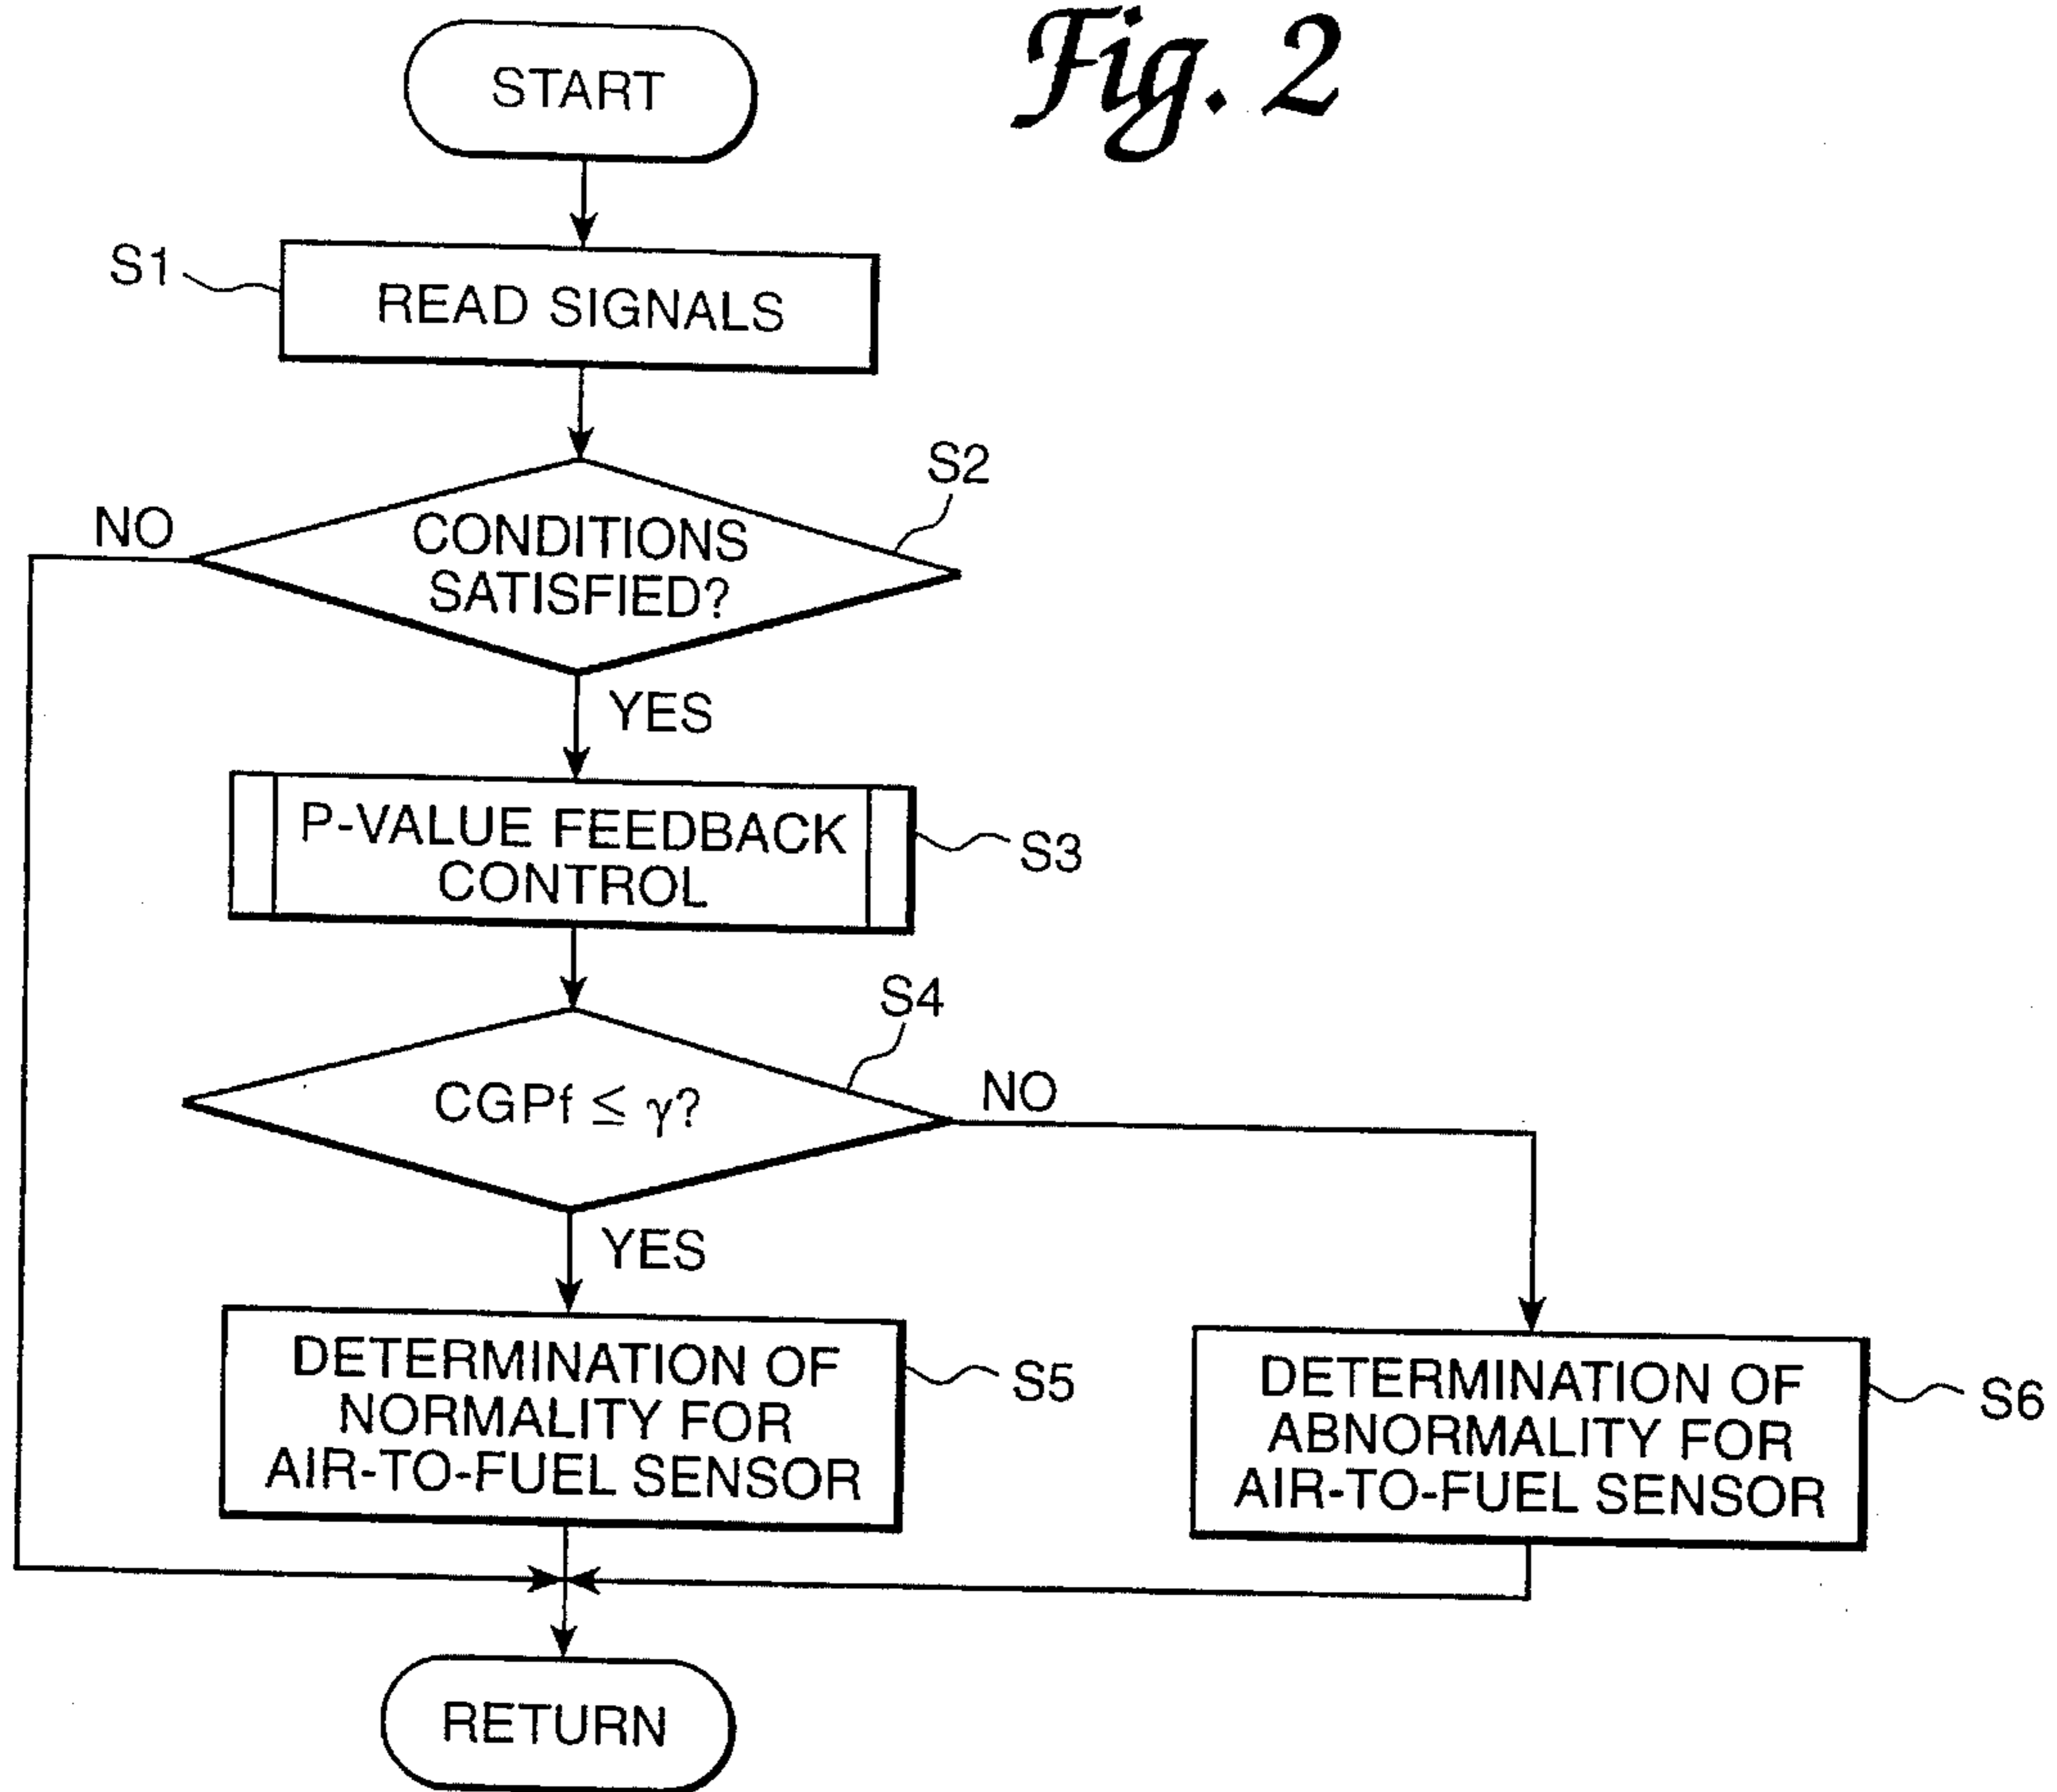 Fig. 2
START
S1
READ SIGNALS
S2
NO
CONDITIONS
SATISFIED?
YES
P-VALUE FEEDBACK
CONTROL
S3
S4
CGPf ≤ γ?
NO
YES
DETERMINATION OF
NORMALITY FOR
AIR-TO-FUEL SENSOR
S5
DETERMINATION OF
ABNORMALITY FOR
AIR-TO-FUEL SENSOR
S6
RETURN